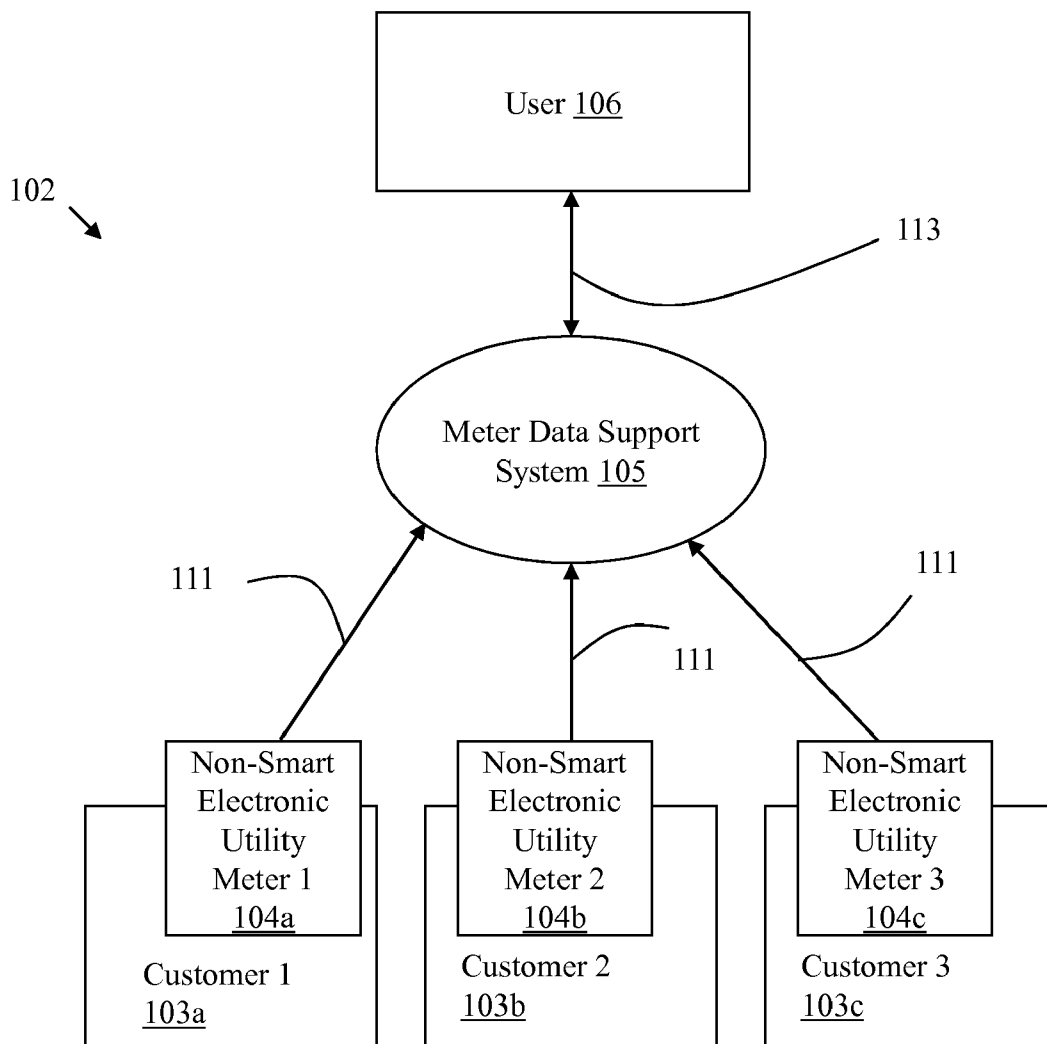 User 106
102
113
Meter Data Support
System 105
111
111
111
Non-Smart
Electronic
Utility
Meter 1
104a
Non-Smart
Electronic
Utility
Meter 2
104b
Non-Smart
Electronic
Utility
Meter 3
104c
Customer 1
103a
Customer 2
103b
Customer 3
103c